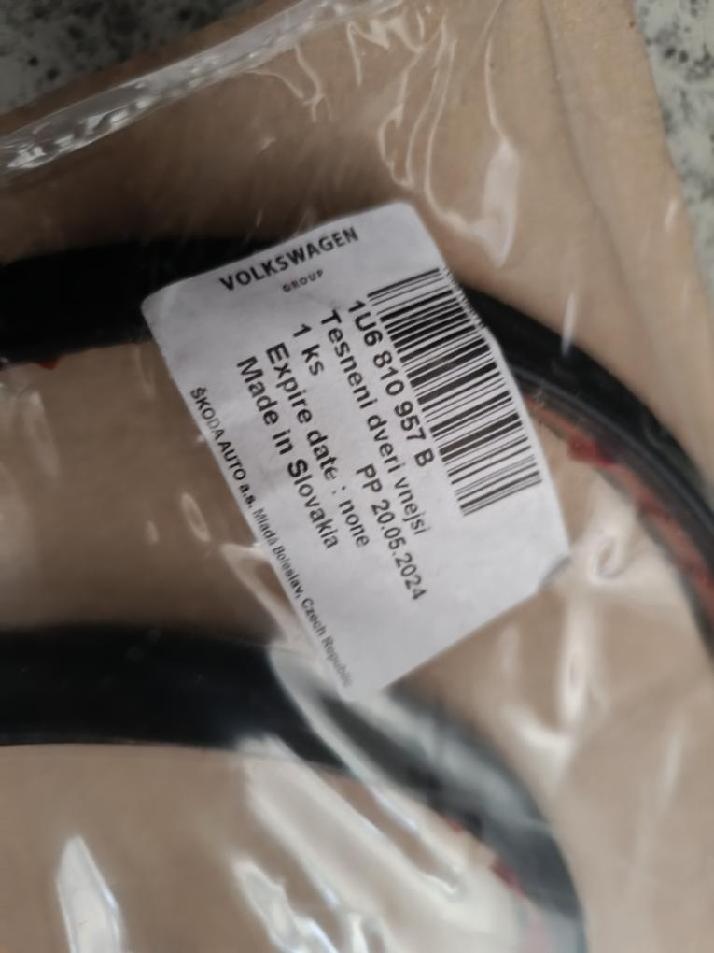 VOLKSWAGEN
GROUP
1U6 810 957 B
Tesneni dveri vnejsi
1 ks PP 20.05.2024
Expire date : none
Made in Slovakia
ŠKODA AUTO a.s. Mladá Boleslav, Czech Republic